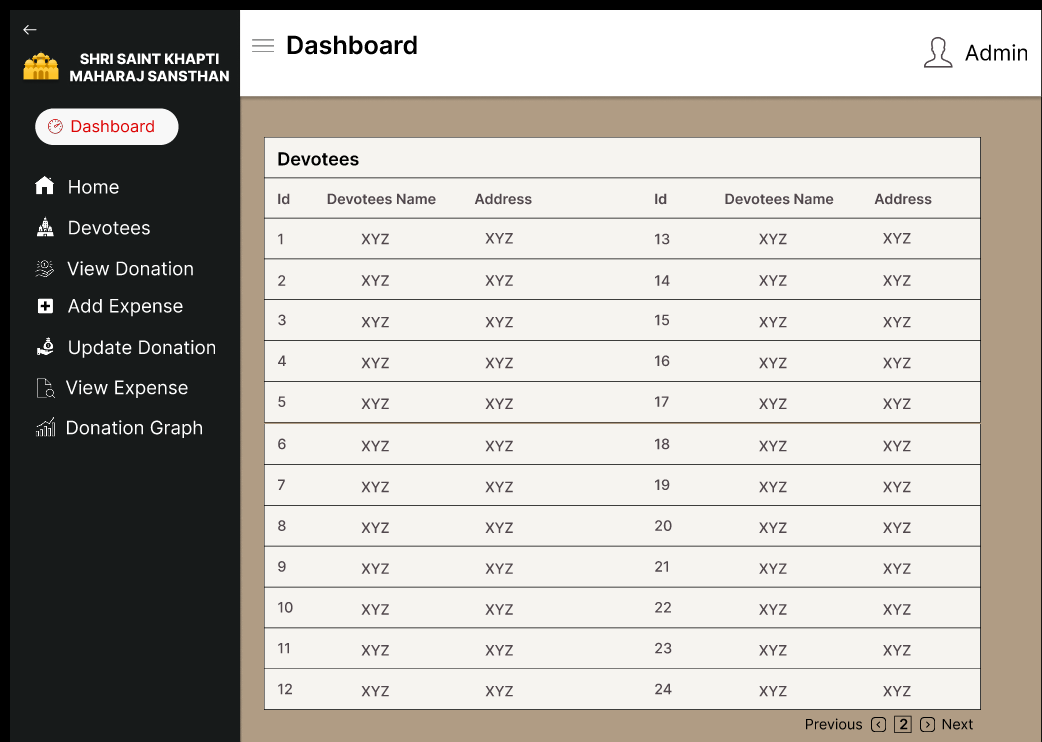 SHRI SAINT KHAPTI
MAHARAJ SANSTHAN
Dashboard
Home
Devotees
View Donation
Add Expense
Update Donation
View Expense
Donation Graph
Dashboard
Admin
Devotees
Id Devotees Name Address Id Devotees Name Address
1 XYZ XYZ 13 XYZ XYZ
2 XYZ XYZ 14 XYZ XYZ
3 XYZ XYZ 15 XYZ XYZ
4 XYZ XYZ 16 XYZ XYZ
5 XYZ XYZ 17 XYZ XYZ
6 XYZ XYZ 18 XYZ XYZ
7 XYZ XYZ 19 XYZ XYZ
8 XYZ XYZ 20 XYZ XYZ
9 XYZ XYZ 21 XYZ XYZ
10 XYZ XYZ 22 XYZ XYZ
11 XYZ XYZ 23 XYZ XYZ
12 XYZ XYZ 24 XYZ XYZ
Previous < 2 > Next